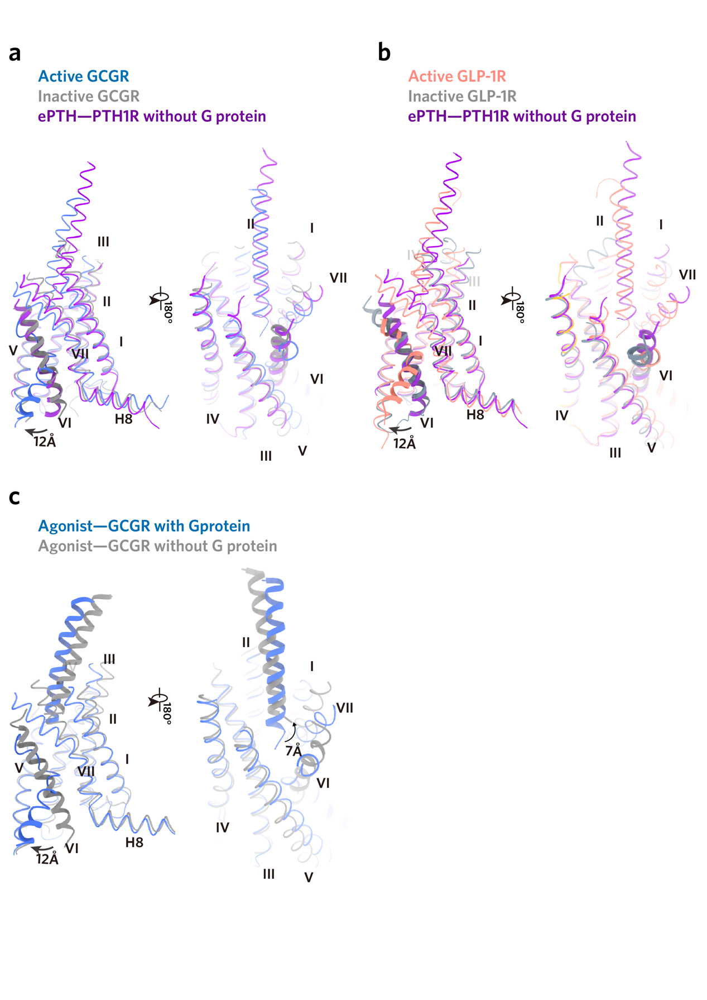 a
Active GCGR
Inactive GCGR
ePTH—PTH1R without G protein
III
II
I
V
VII
VI
H8
12Å
180°
II
I
VII
VI
IV
III
V
b
Active GLP-1R
Inactive GLP-1R
ePTH—PTH1R without G protein
IV
III
II
I
VII
VI
H8
12Å
180°
II
I
VII
VI
IV
III
V
c
Agonist—GCGR with Gprotein
Agonist—GCGR without G protein
III
II
I
V
VII
VI
H8
12Å
180°
II
I
VII
7Å
VI
IV
III
V